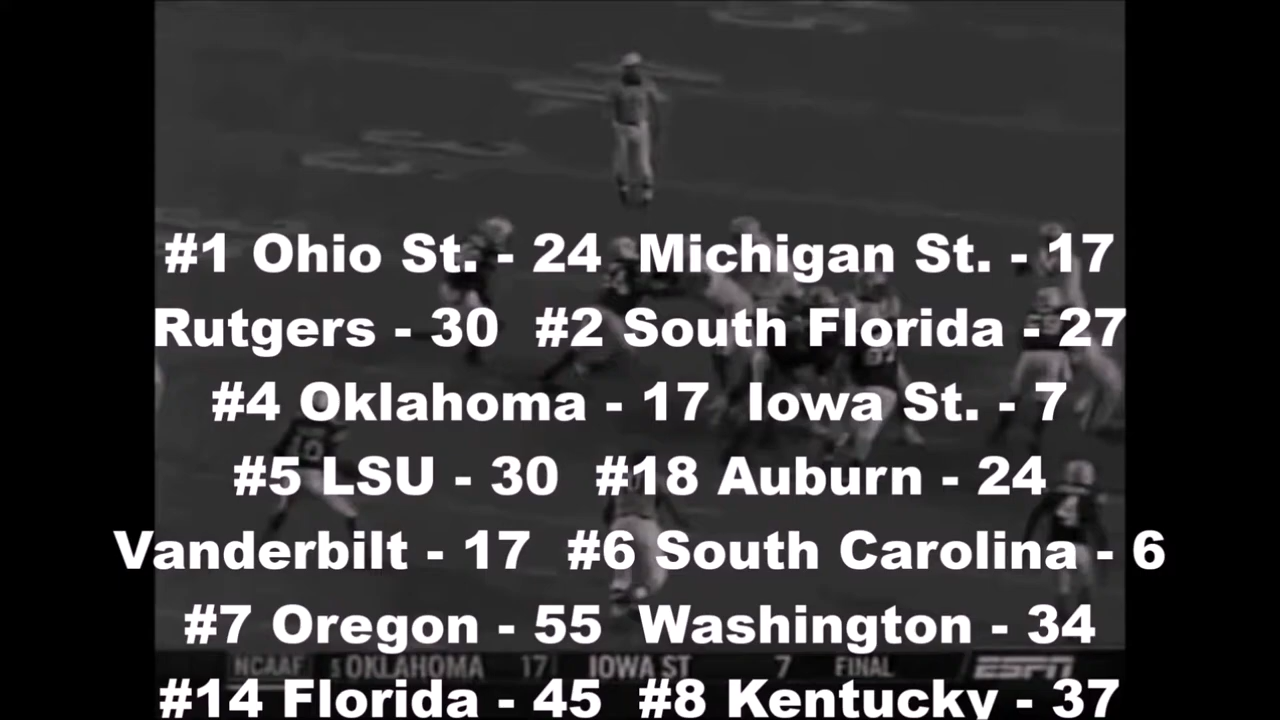 #1 Ohio St. - 24 Michigan St. - 17
Rutgers - 30 #2 South Florida - 27
#4 Oklahoma - 17 Iowa St. - 7
#5 LSU - 30 #18 Auburn - 24
Vanderbilt - 17 #6 South Carolina - 6
#7 Oregon - 55 Washington - 34
NCAAF 5 OKLAHOMA 17 IOWA ST 7 FINAL ESPN
#14 Florida - 45 #8 Kentucky - 37